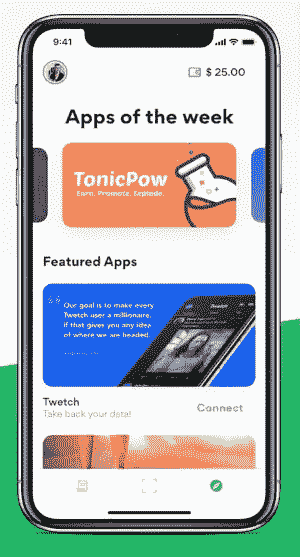 9:41
$ 25.00
Apps of the week
TonicPow
Earn. Promote. Explode.
Featured Apps
“ Our goal is to make every
Twetch user a millionaire.
If that gives you any idea
of where we are headed.
Twetch
Take back your data!
Connect